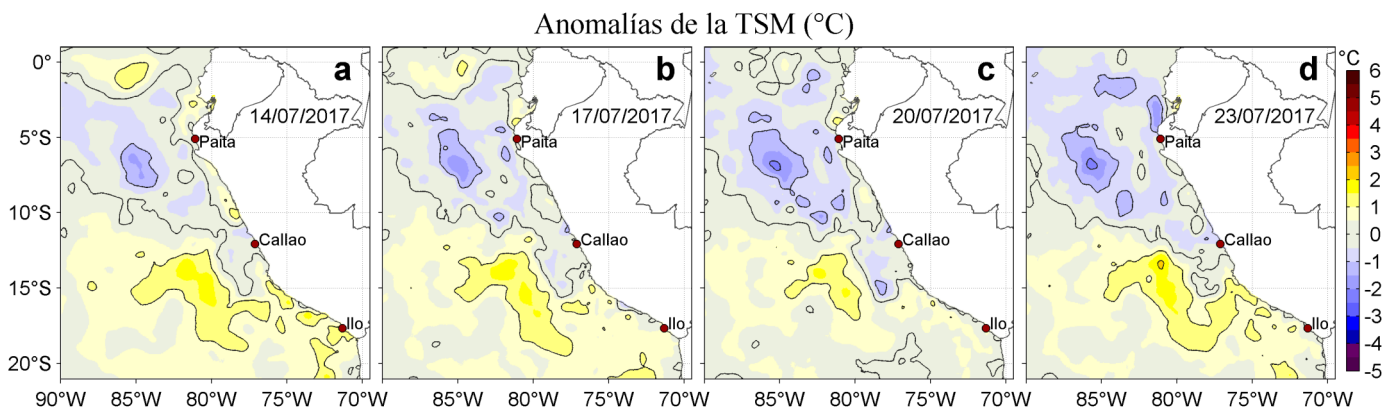 Anomalías de la TSM (°C)
a
b
c
d
14/07/2017
17/07/2017
20/07/2017
23/07/2017
Paita
Callao
Ilo
Paita
Callao
Ilo
Paita
Callao
Ilo
Paita
Callao
Ilo
0°
5°S
10°S
15°S
20°S
90°W 85°W 80°W 75°W 70°W
85°W 80°W 75°W 70°W
85°W 80°W 75°W 70°W
85°W 80°W 75°W 70°W
°C
6
5
4
3
2
1
-1
-2
-3
-4
-5